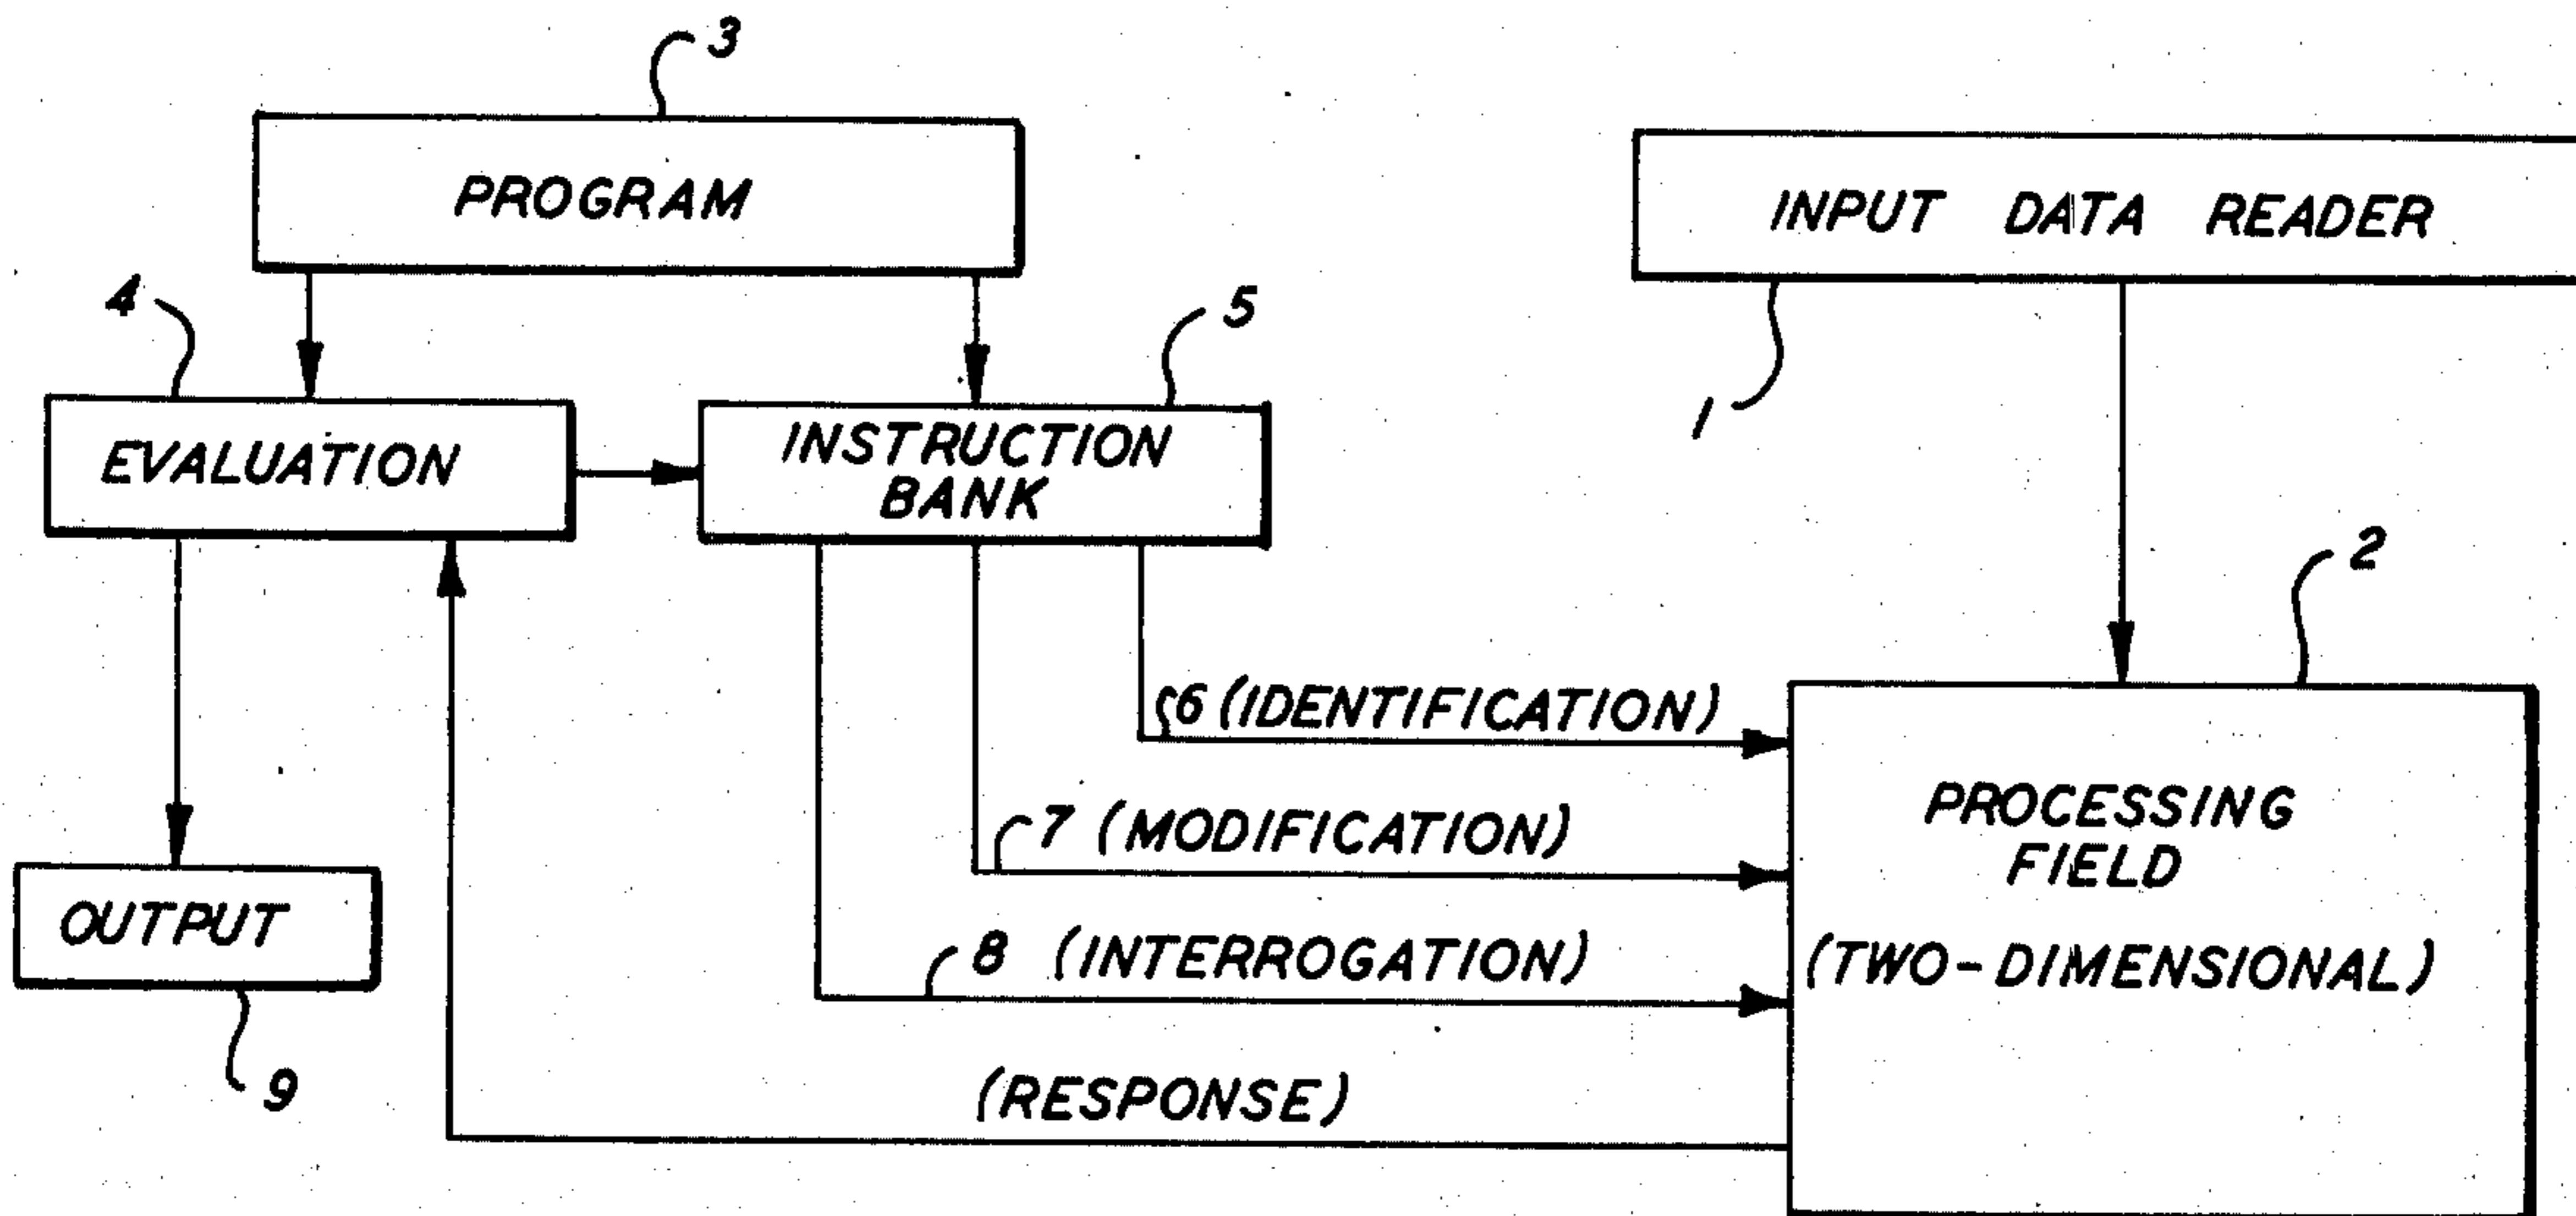 3
PROGRAM
INPUT DATA READER
4
5
1
EVALUATION
INSTRUCTION
BANK
2
6 (IDENTIFICATION)
7 (MODIFICATION)
PROCESSING
FIELD
(TWO-DIMENSIONAL)
OUTPUT
8 (INTERROGATION)
9
(RESPONSE)